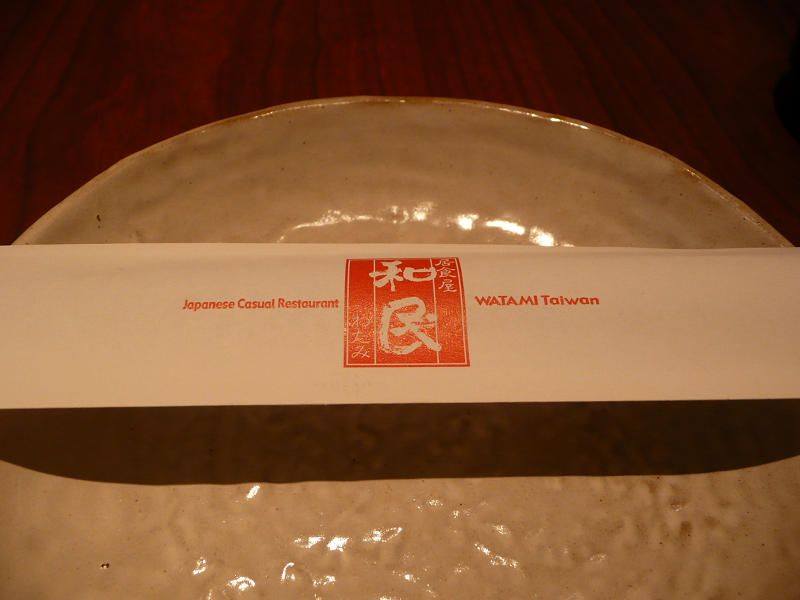 Japanese Casual Restaurant
居食屋
和民
わたみ
WATAMI Taiwan